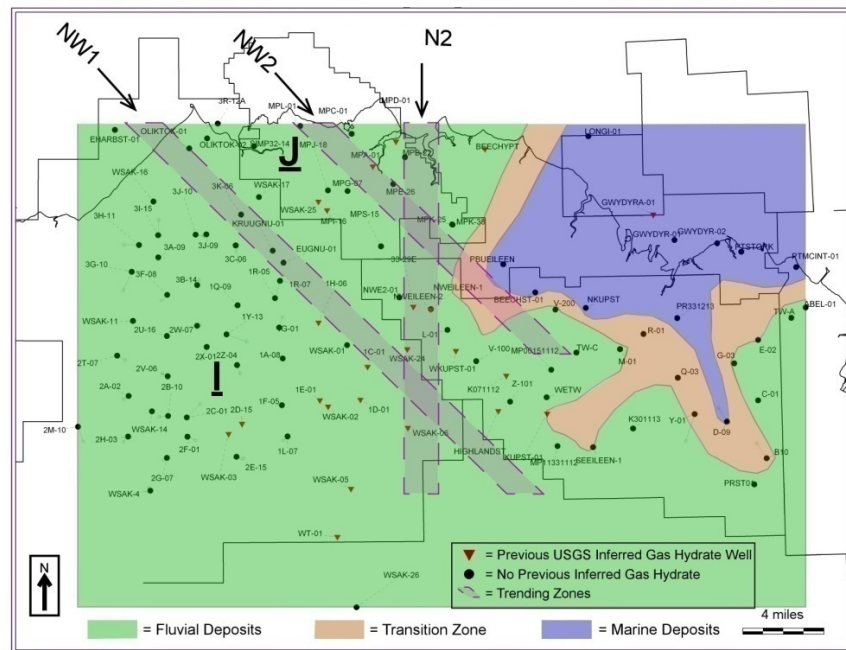 NW1
NW2
N2
3R-12A
MPL-01
MPC-01
MPD-01
EHARBST-01
OLIKTOK-01
OLIKTOK-02
MP32-14
J
MPJ-18
MPA-01
BEECHYPT
LONGI-01
WSAK-16
3J-10
3K-06
WSAK-17
MPG-07
MPE-26
3H-11
I-15
WSAK-25
MPI-16
MPS-15
MPK-25
MPK-38
GWYDYRA-01
KRUUGNU-01
GWYDYR-01
GWYDYR-02
3A-09
3J-09
EUGNU-01
33-29E
PBUEILEEN
PTSTORK
3G-10
3C-06
PTMCINT-01
3F-08
3B-14
1R-05
1Q-09
1R-07
1H-06
NWE2-01
NWEILEEN-2
NWEILEEN-1
BEECHST-01
NKUPST
V-200
PR331213
ABEL-01
WSAK-11
1Y-13
TW-A
2U-16
2W-07
G-01
L-01
R-01
E-02
2X-01
2Z-04
1A-08
WSAK-01
1C-01
WSAK-24
V-100
MP00151112
TW-C
M-01
2T-07
WKUPST-01
G-03
2V-06
I
Z-101
Q-03
2A-02
2B-10
1E-01
K071112
WETW
C-01
2C-01
2D-15
1F-05
1D-01
WSAK-02
2M-10
WSAK-14
WSAK-06
K301113
Y-01
D-09
2H-03
2F-01
1L-07
HIGHLANDST
KUPST-01
MP11331112
SEEILEEN-1
B10
2E-15
WSAK-03
2G-07
WSAK-05
PRST01
WSAK-4
WT-01
WSAK-26
N
= Previous USGS Inferred Gas Hydrate Well
= No Previous Inferred Gas Hydrate
= Trending Zones
4 miles
= Fluvial Deposits
= Transition Zone
= Marine Deposits